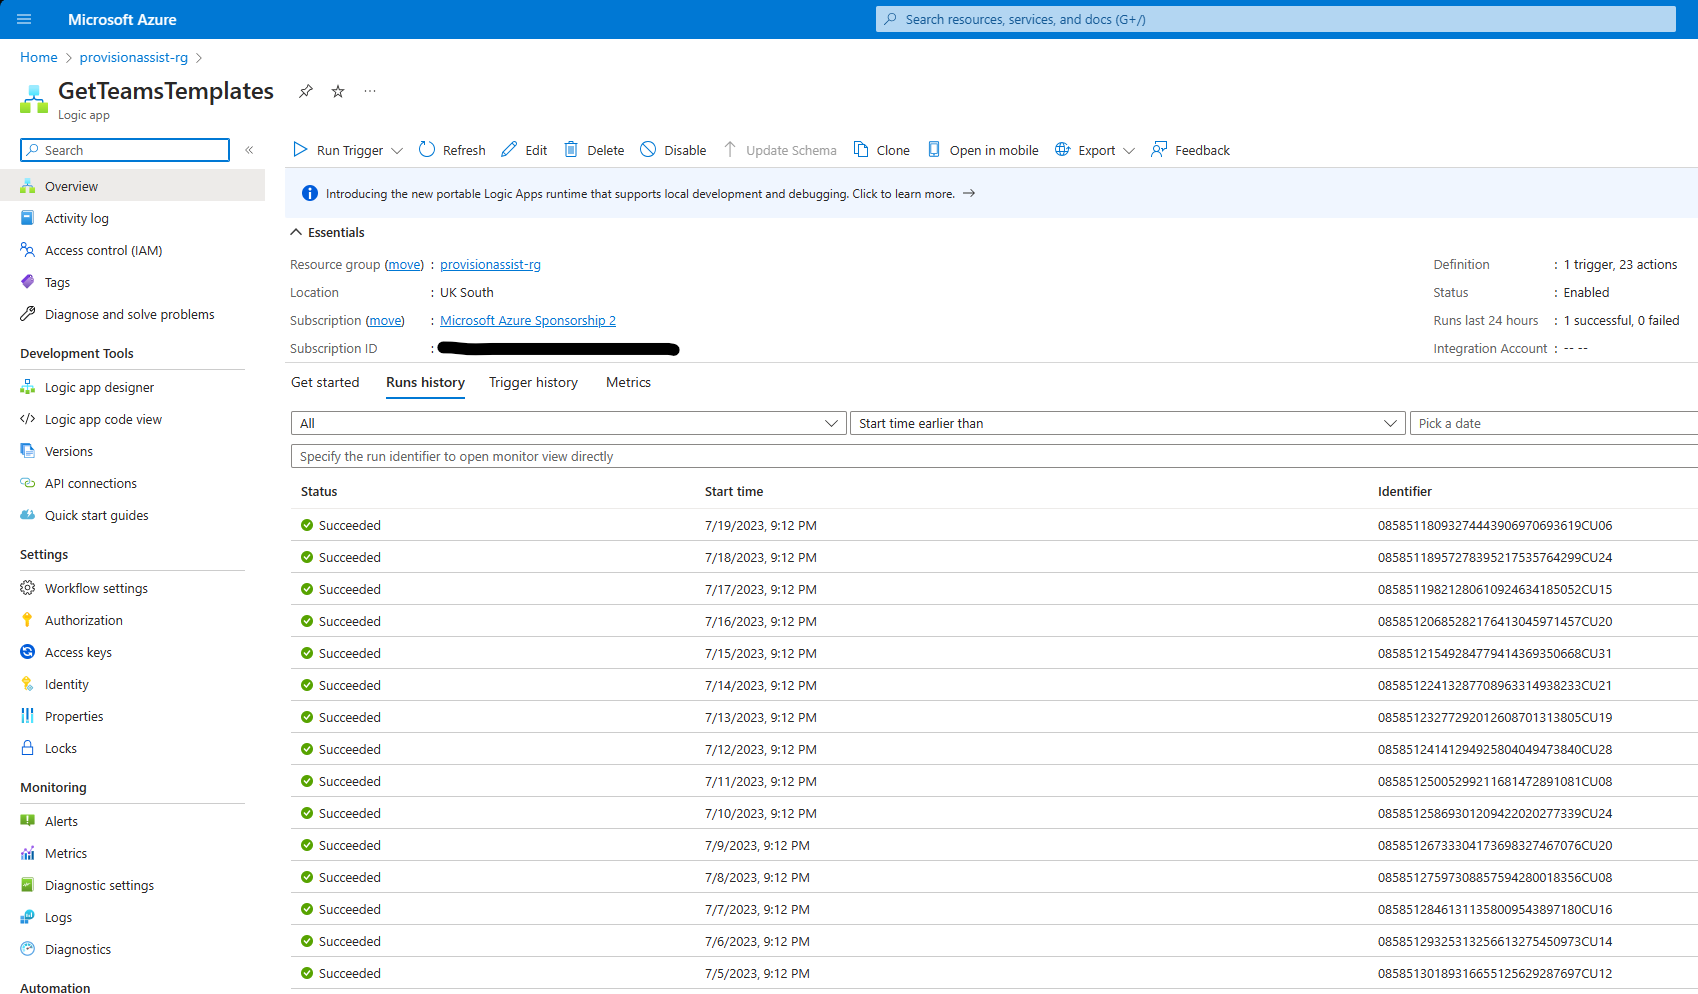 Microsoft Azure
Search resources, services, and docs (G+/)
Home > provisionassist-rg >
GetTeamsTemplates
Logic app
Search
Overview
Activity log
Access control (IAM)
Tags
Diagnose and solve problems
Development Tools
Logic app designer
Logic app code view
Versions
API connections
Quick start guides
Settings
Workflow settings
Authorization
Access keys
Identity
Properties
Locks
Monitoring
Alerts
Metrics
Diagnostic settings
Logs
Diagnostics
Automation
Run Trigger Refresh Edit Delete Disable Update Schema Clone Open in mobile Export Feedback
Introducing the new portable Logic Apps runtime that supports local development and debugging. Click to learn more. →
Essentials
Resource group (move) : provisionassist-rg
Location : UK South
Subscription (move) : Microsoft Azure Sponsorship 2
Subscription ID :
Definition : 1 trigger, 23 actions
Status : Enabled
Runs last 24 hours : 1 successful, 0 failed
Integration Account : -- --
Get started Runs history Trigger history Metrics
All Start time earlier than Pick a date
Specify the run identifier to open monitor view directly
Status Start time Identifier
Succeeded 7/19/2023, 9:12 PM 08585118093274443906970693619CU06
Succeeded 7/18/2023, 9:12 PM 08585118957278395217535764299CU24
Succeeded 7/17/2023, 9:12 PM 08585119821280610924634185052CU15
Succeeded 7/16/2023, 9:12 PM 08585120685282176413045971457CU20
Succeeded 7/15/2023, 9:12 PM 08585121549284779414369350668CU31
Succeeded 7/14/2023, 9:12 PM 08585122413287708963314938233CU21
Succeeded 7/13/2023, 9:12 PM 08585123277292012608701313805CU19
Succeeded 7/12/2023, 9:12 PM 08585124141294925804049473840CU28
Succeeded 7/11/2023, 9:12 PM 08585125005299211681472891081CU08
Succeeded 7/10/2023, 9:12 PM 08585125869301209422020277339CU24
Succeeded 7/9/2023, 9:12 PM 08585126733304173698327467076CU20
Succeeded 7/8/2023, 9:12 PM 08585127597308857594280018356CU08
Succeeded 7/7/2023, 9:12 PM 08585128461311358009543897180CU16
Succeeded 7/6/2023, 9:12 PM 08585129325313256613275450973CU14
Succeeded 7/5/2023, 9:12 PM 08585130189316655125629287697CU12